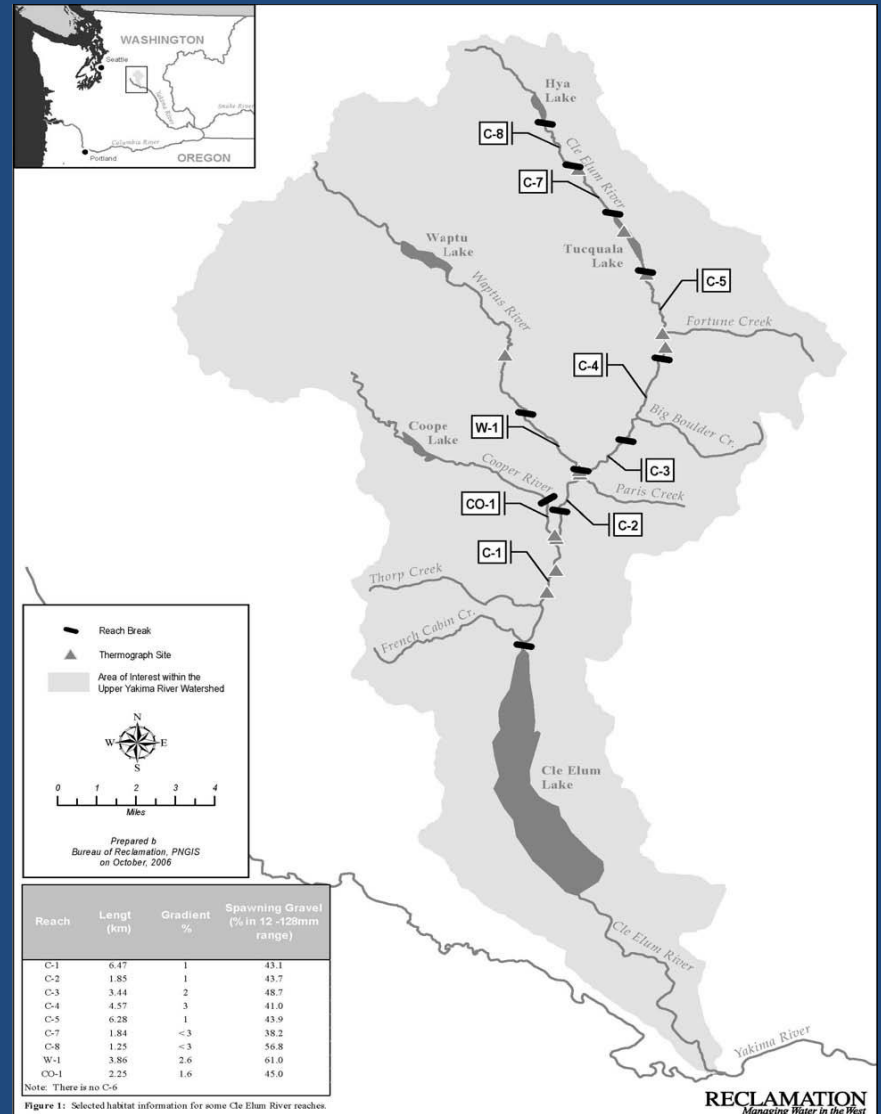 WASHINGTON
Seattle
Yakima River
Snake River
Columbia River
Portland
OREGON
Hya
Lake
C-8
Cle Elum River
C-7
Tucquala
Lake
Waptu
Lake
Waptus River
C-5
Fortune Creek
C-4
Big Boulder Cr.
W-1
Coope
Lake
Cooper River
C-3
Paris Creek
CO-1
C-2
C-1
Thorp Creek
French Cabin Cr.
Cle Elum
Lake
Cle Elum River
Yakima River
Reach Break
Thermograph Site
Area of Interest within the
Upper Yakima River Watershed
N
W E
S
0 1 2 3 4
Miles
Prepared b
Bureau of Reclamation, PNGIS
on October, 2006
Reach Lengt (km) Gradient % Spawning Gravel (% in 12 -128mm range)
C-1 6.47 1 43.1
C-2 1.85 1 43.7
C-3 3.44 2 48.7
C-4 4.57 3 41.0
C-5 6.28 1 43.9
C-7 1.84 <3 38.2
C-8 1.25 <3 56.8
W-1 3.86 2.6 61.0
CO-1 2.25 1.6 45.0
Note: There is no C-6
Figure 1: Selected habitat information for some Cle Elum River reaches.
RECLAMATION
Managing Water in the West